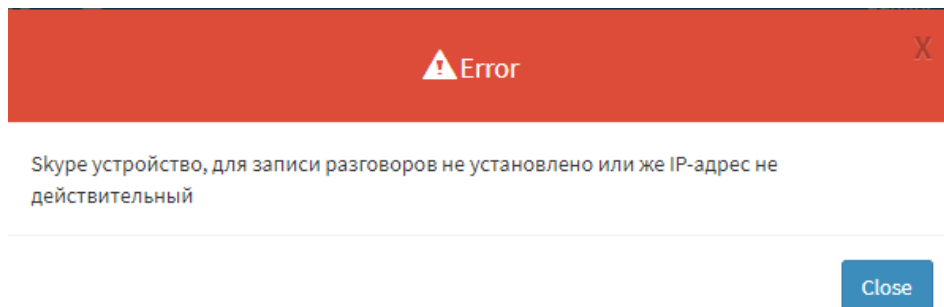 Error
X
Skype устройство, для записи разговоров не установлено или же IP-адрес не
действительный
Close